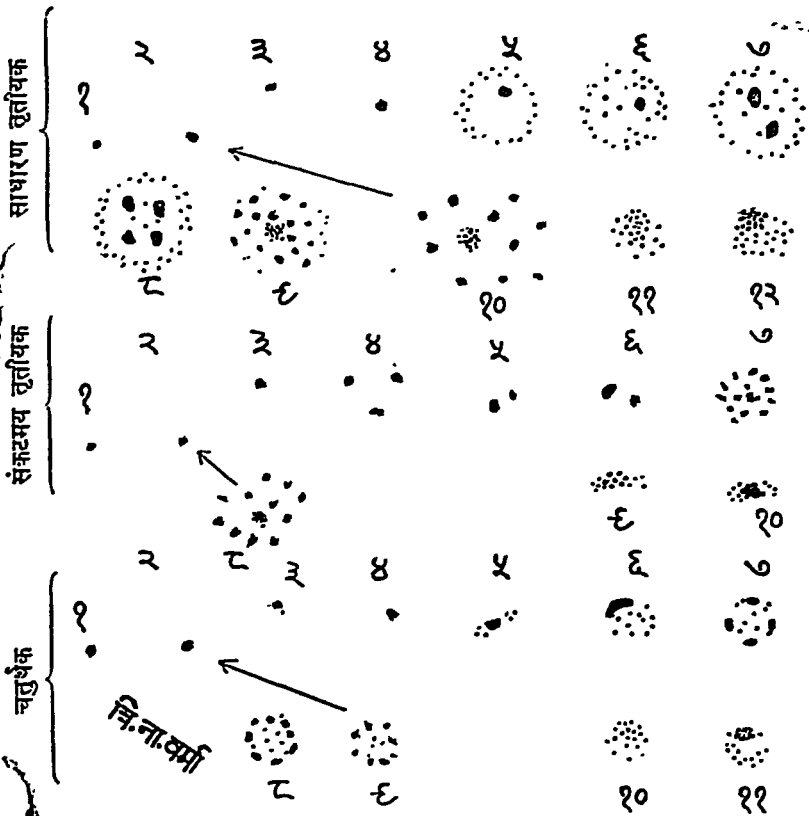 साधारण तृतीयक
१ २ ३ ४ ५ ६ ७
८ ९ १० ११ १२
संकटमय तृतीयक
१ २ ३ ४ ५ ६ ७
८ ९ १०
चतुर्थक
१ २ ३ ४ ५ ६ ७
८ ९ १० ११
त्रि.ना.वर्मा